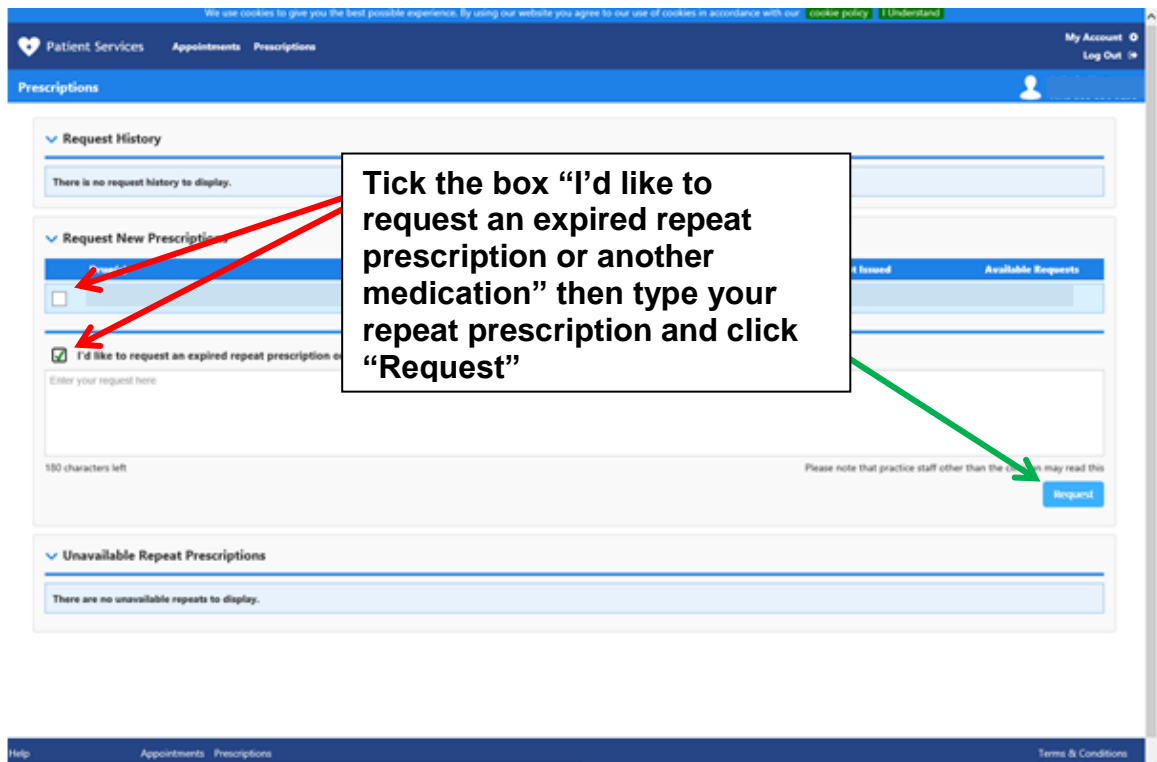 We use cookies to give you the best possible experience. By using our website you agree to our use of cookies in accordance with our cookie policy I Understand
Patient Services Appointments Prescriptions
My Account
Log Out
Prescriptions
Request History
There is no request history to display.
Request New Prescriptions
Issued Available Requests
I'd like to request an expired repeat prescription
Enter your request here
180 characters left
Please note that practice staff other than the may read this
Request
Unavailable Repeat Prescriptions
There are no unavailable repeats to display.
Tick the box “I’d like to
request an expired repeat
prescription or another
medication” then type your
repeat prescription and click
“Request”
Help Appointments Prescriptions Terms & Conditions